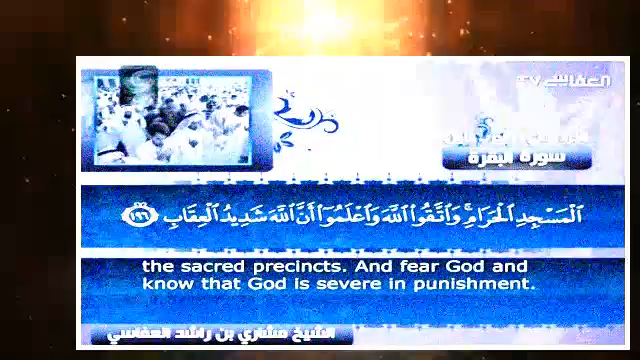 العفاسي TV
سورة البقرة
الْمَسْجِدِ الْحَرَامِ ۚ وَاتَّقُوا اللَّهَ وَاعْلَمُوا أَنَّ اللَّهَ شَدِيدُ الْعِقَابِ ﴿١٩٦﴾
the sacred precincts. And fear God and
know that God is severe in punishment.
الشيخ مشاري بن راشد العفاسي